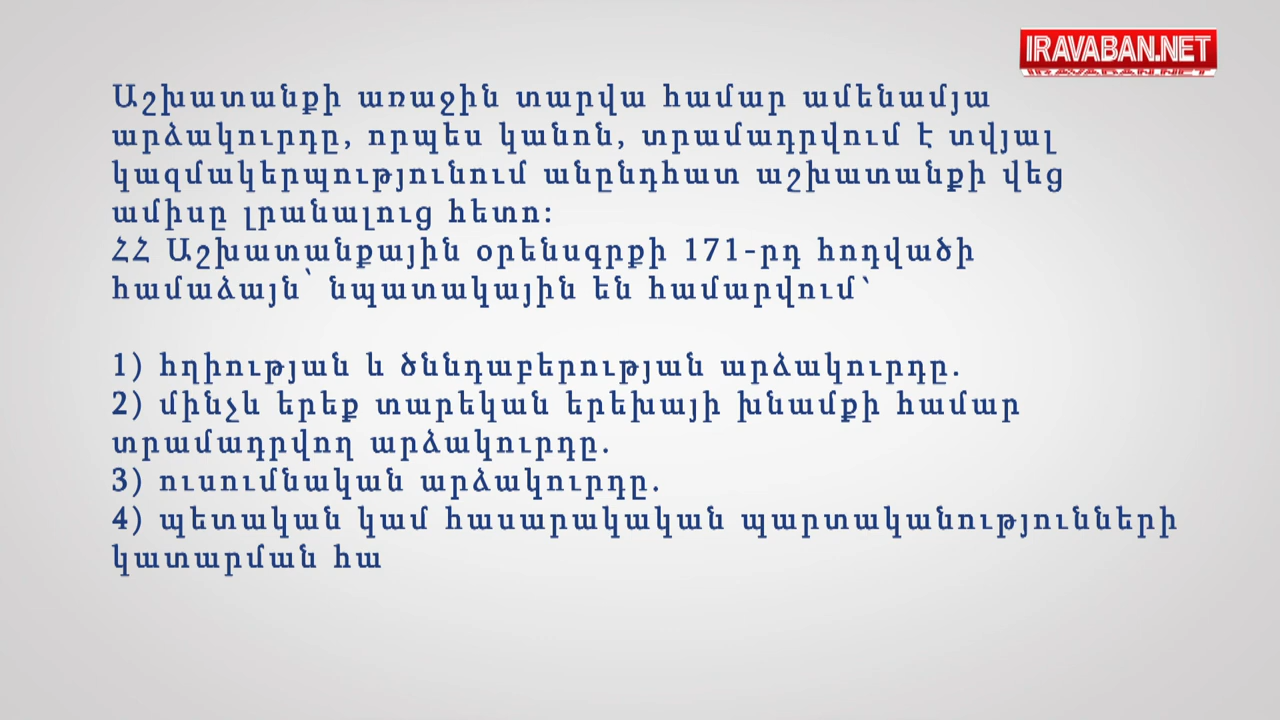 IRAVABAN.NET
Աշխատանքի առաջին տարվա համար ամենամյա
արձակուրդը, որպես կանոն, տրամադրվում է տվյալ
կազմակերպությունում անընդհատ աշխատանքի վեց
ամիսը լրանալուց հետո:
ՀՀ Աշխատանքային օրենսգրքի 171-րդ հոդվածի
համաձայն՝ նպատակային են համարվում՝
1) հղիության և ծննդաբերության արձակուրդը.
2) մինչև երեք տարեկան երեխայի խնամքի համար
տրամադրվող արձակուրդը.
3) ուսումնական արձակուրդը.
4) պետական կամ հասարակական պարտականությունների
կատարման հա